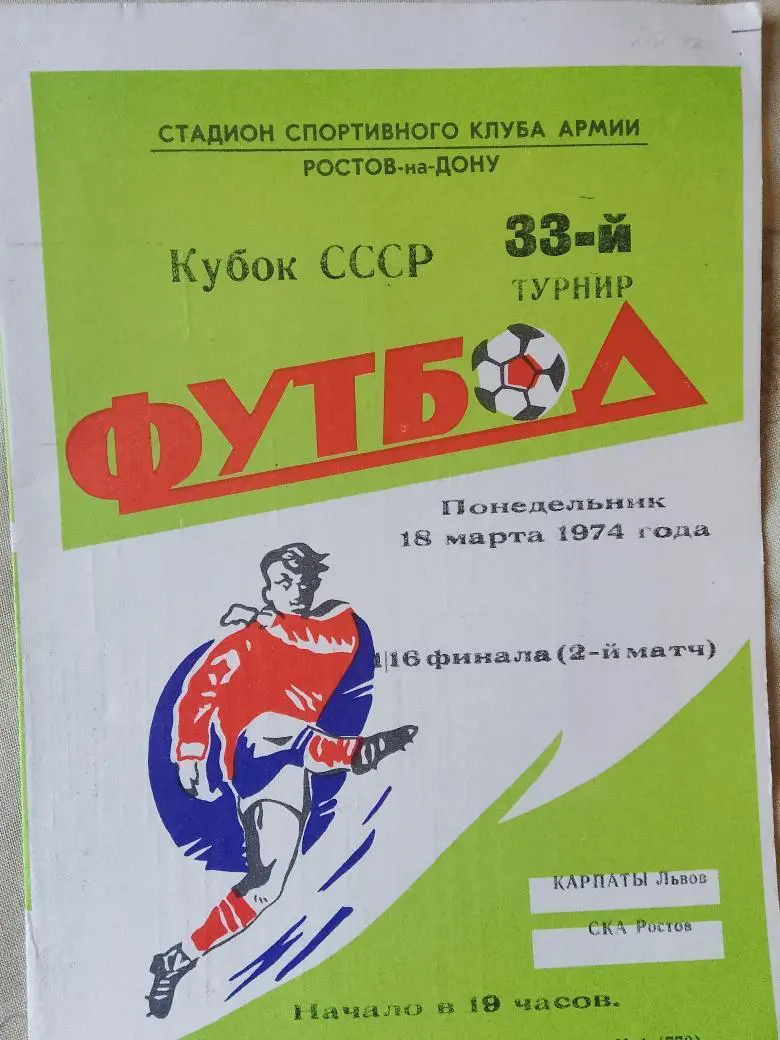 СТАДИОН СПОРТИВНОГО КЛУБА АРМИИ
РОСТОВ-на-ДОНУ
Кубок СССР
33-й
ТУРНИР
ФУТБОЛ
Понедельник
18 марта 1974 года
1|16 финала (2-й матч)
КАРПАТЫ Львов
СКА Ростов
Начало в 19 часов.